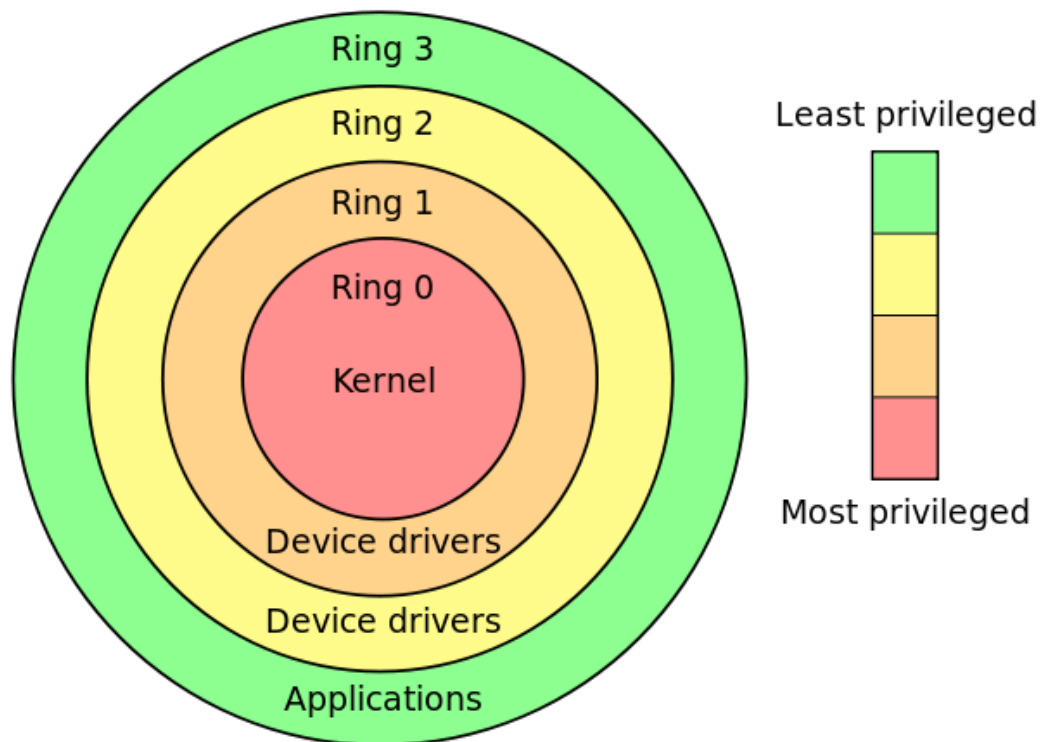 Ring 3
Ring 2
Ring 1
Ring 0
Kernel
Device drivers
Device drivers
Applications
Least privileged
Most privileged